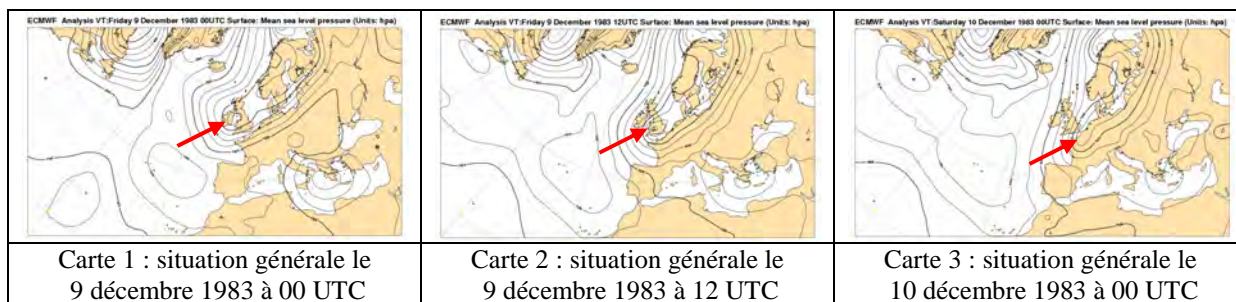 ECMWF Analysis VT:Friday 9 December 1983 00UTC Surface: Mean sea level pressure (Units: hpa)
ECMWF Analysis VT:Friday 9 December 1983 12UTC Surface: Mean sea level pressure (Units: hpa)
ECMWF Analysis VT:Saturday 10 December 1983 00UTC Surface: Mean sea level pressure (Units: hpa)
Carte 1 : situation générale le
9 décembre 1983 à 00 UTC
Carte 2 : situation générale le
9 décembre 1983 à 12 UTC
Carte 3 : situation générale le
10 décembre 1983 à 00 UTC